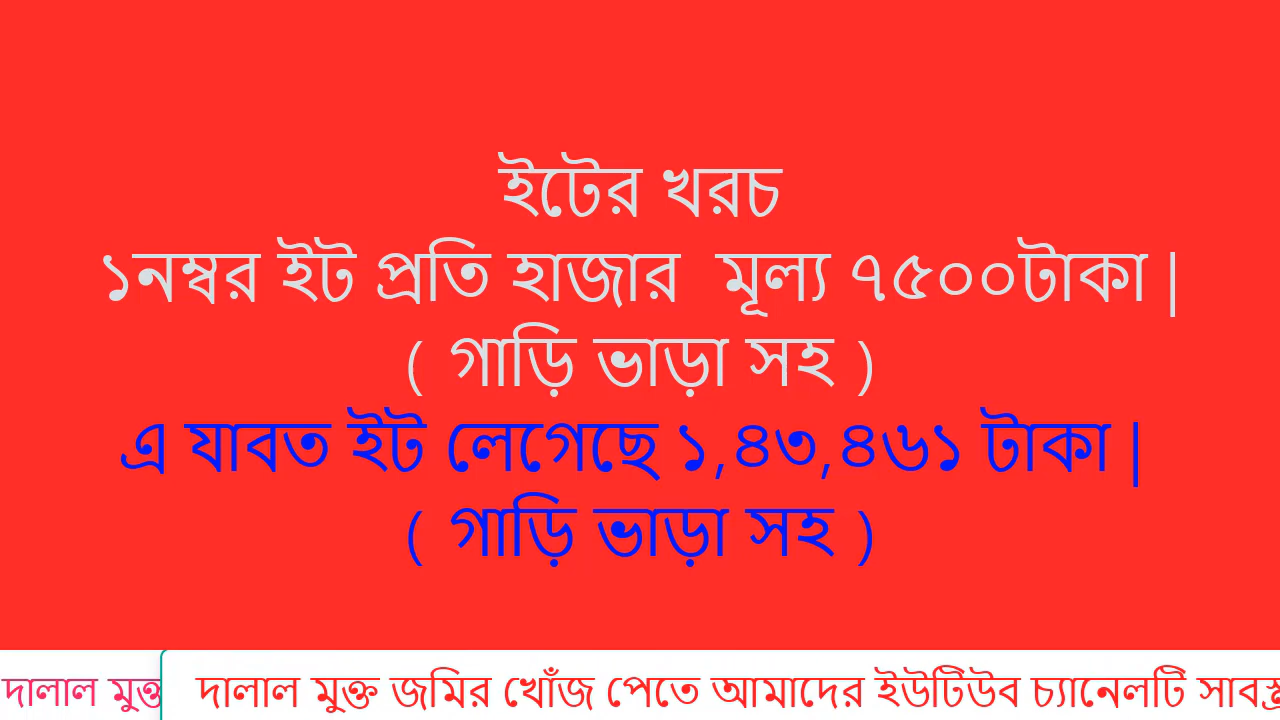 ইটের খরচ
১নম্বর ইট প্রতি হাজার মূল্য ৭৫০০টাকা|
( গাড়ি ভাড়া সহ )
এ যাবত ইট লেগেছে ১,৪৩,৪৬১ টাকা|
( গাড়ি ভাড়া সহ )
দালাল দালাল মুক্ত জমির খোঁজ পেতে আমাদের ইউটিউব চ্যানেলটি